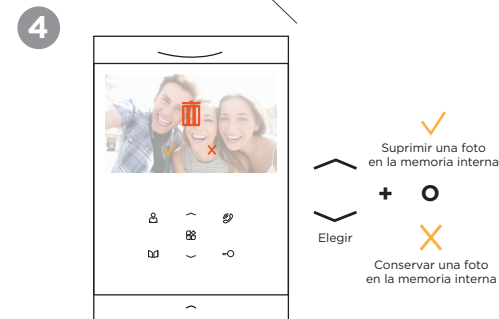 4
Suprimir una foto
en la memoria interna
+ O
Elegir
Conservar una foto
en la memoria interna